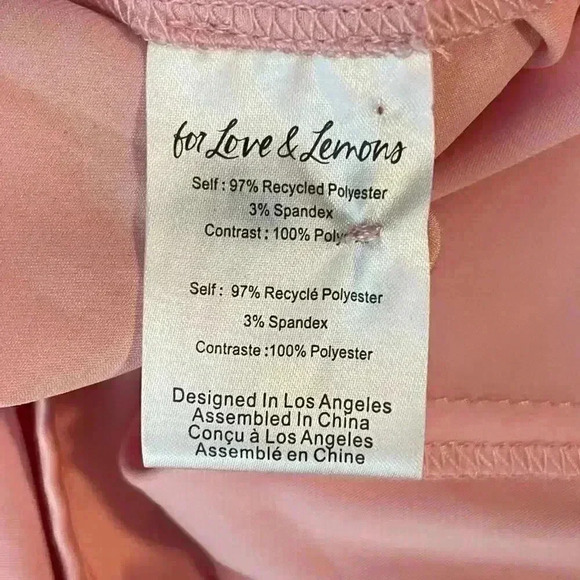 for Love & Lemons
Self : 97% Recycled Polyester
3% Spandex
Contrast : 100% Poly
Self : 97% Recyclé Polyester
3% Spandex
Contraste :100% Polyester
Designed In Los Angeles
Assembled In China
Conçu à Los Angeles
Assemblé en Chine